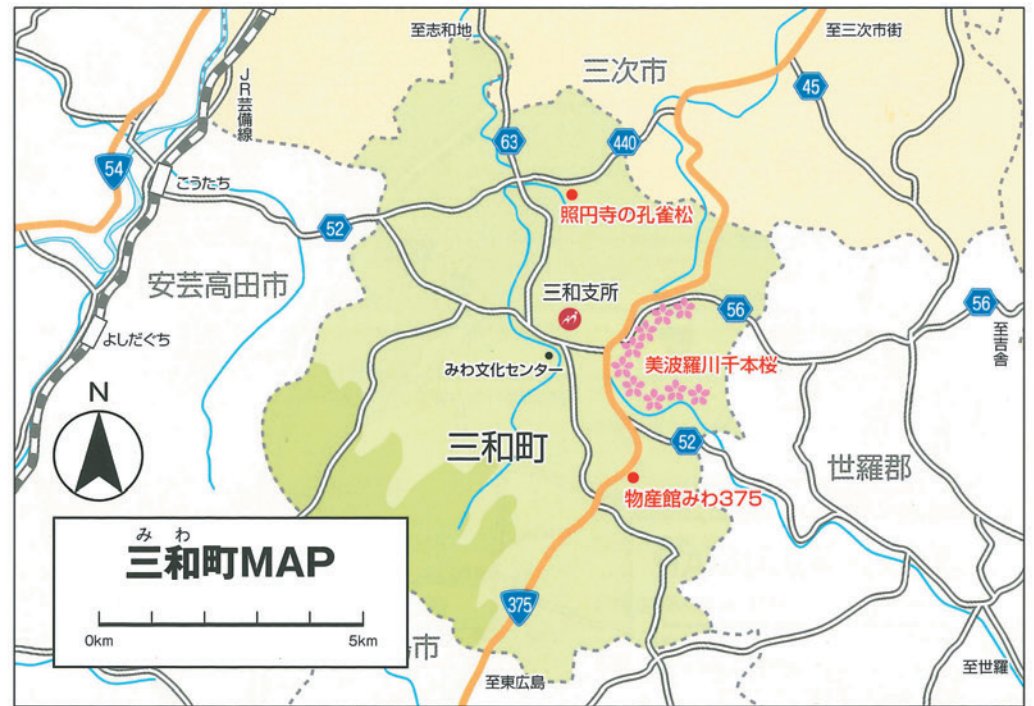 至志和地
至三次市街
三次市
JR芸備線
45
63
440
54
こうたち
照円寺の孔雀松
52
安芸高田市
三和支所
56
56
至吉舎
よしだぐち
みわ文化センター
美波羅川千本桜
N
三和町
52
世羅郡
物産館みわ375
みわ
三和町MAP
0km
5km
375
市
至東広島
至世羅